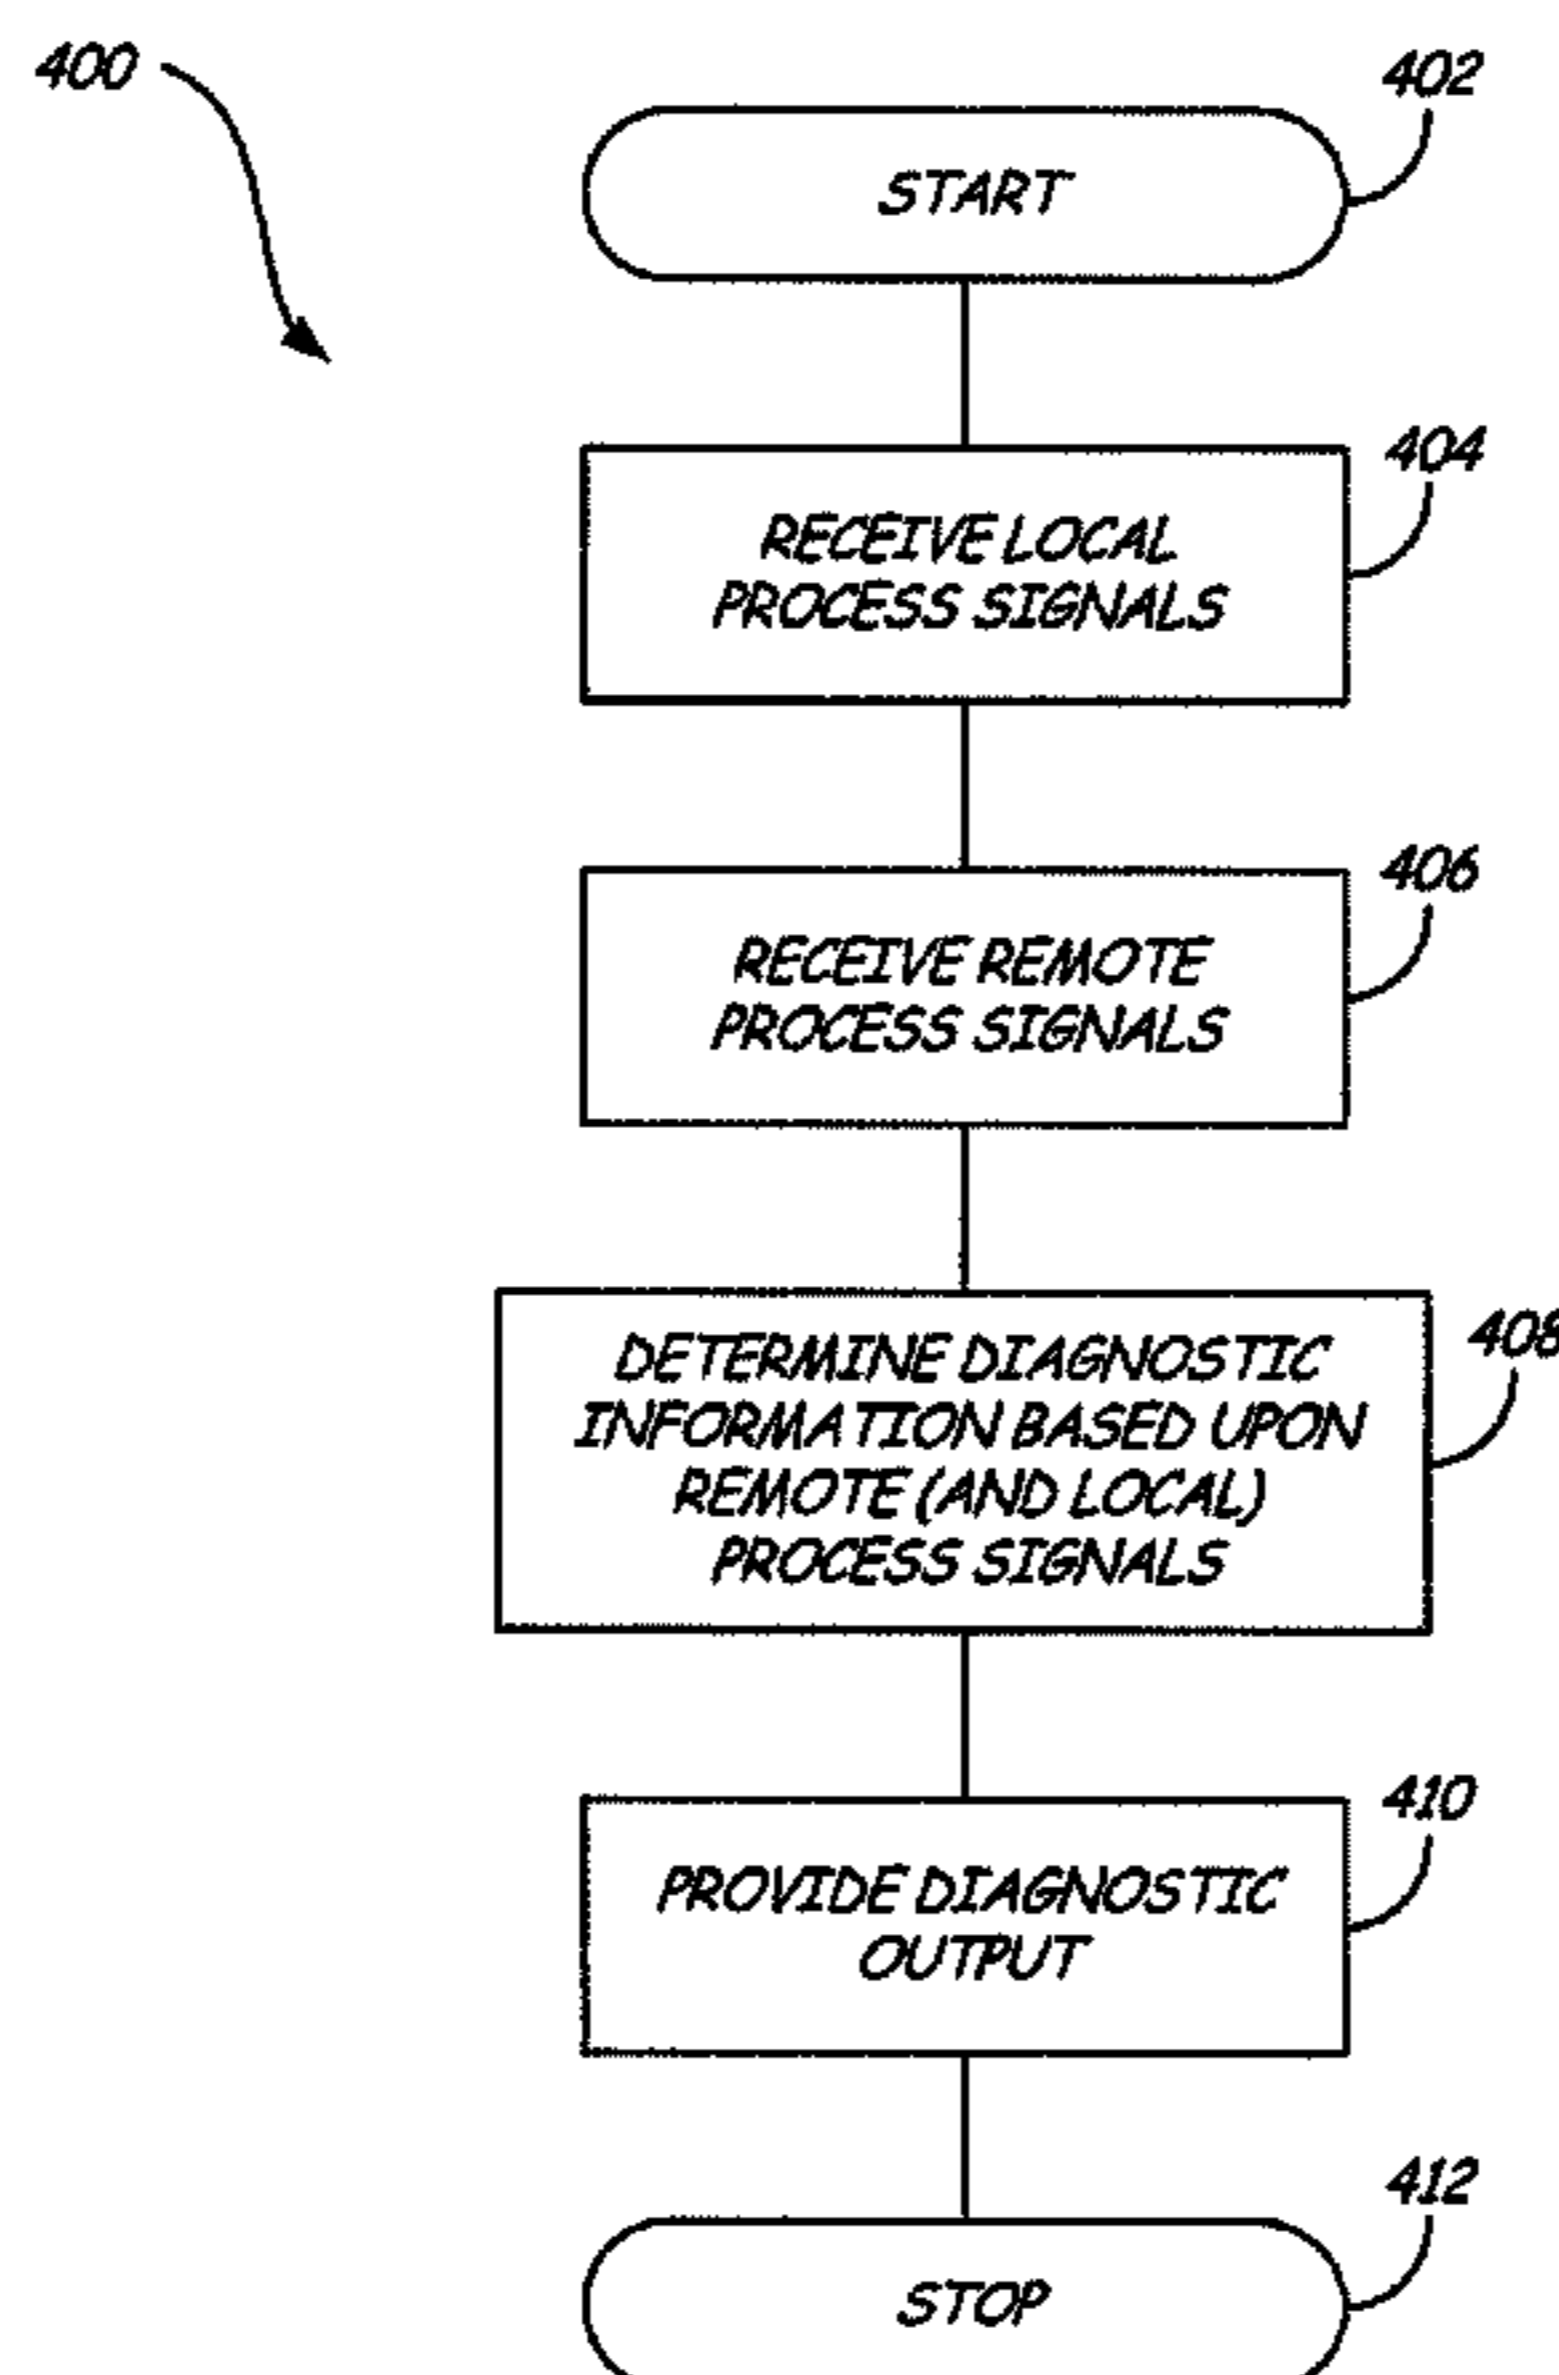 400
402
START
404
RECEIVE LOCAL
PROCESS SIGNALS
406
RECEIVE REMOTE
PROCESS SIGNALS
408
DETERMINE DIAGNOSTIC
INFORMATION BASED UPON
REMOTE (AND LOCAL)
PROCESS SIGNALS
410
PROVIDE DIAGNOSTIC
OUTPUT
412
STOP